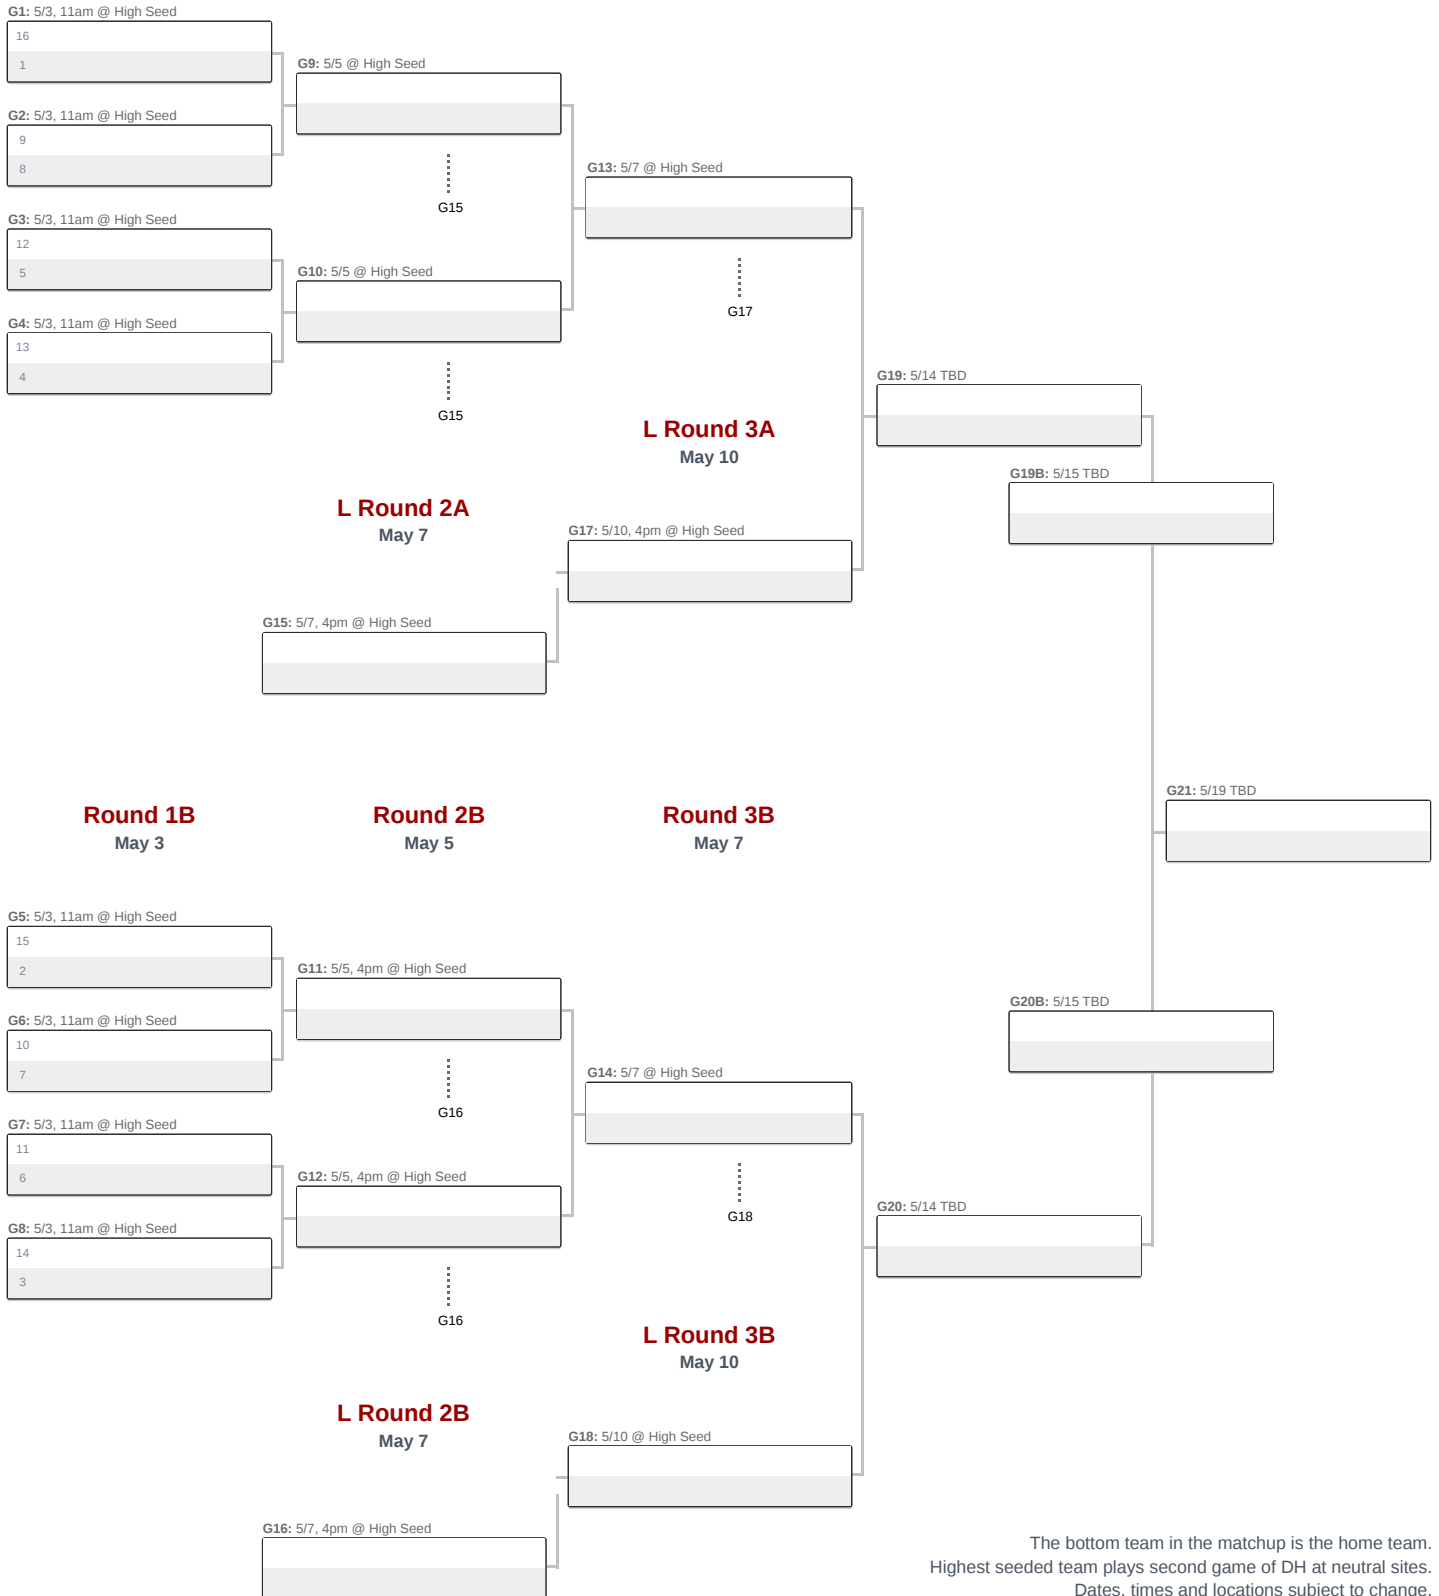 G1: 5/3, 11am @ High Seed
16
1
G9: 5/5 @ High Seed
G2: 5/3, 11am @ High Seed
9
8
G15
G13: 5/7 @ High Seed
G3: 5/3, 11am @ High Seed
12
5
G10: 5/5 @ High Seed
G17
G4: 5/3, 11am @ High Seed
13
4
G15
G19: 5/14 TBD
L Round 3A
May 10
G19B: 5/15 TBD
L Round 2A
May 7
G17: 5/10, 4pm @ High Seed
G15: 5/7, 4pm @ High Seed
G21: 5/19 TBD
Round 1B
May 3
Round 2B
May 5
Round 3B
May 7
G5: 5/3, 11am @ High Seed
15
2
G11: 5/5, 4pm @ High Seed
G20B: 5/15 TBD
G6: 5/3, 11am @ High Seed
10
7
G16
G14: 5/7 @ High Seed
G7: 5/3, 11am @ High Seed
11
6
G12: 5/5, 4pm @ High Seed
G18
G20: 5/14 TBD
G8: 5/3, 11am @ High Seed
14
3
G16
L Round 3B
May 10
L Round 2B
May 7
G18: 5/10 @ High Seed
G16: 5/7, 4pm @ High Seed
The bottom team in the matchup is the home team.
Highest seeded team plays second game of DH at neutral sites.
Dates, times and locations subject to change.